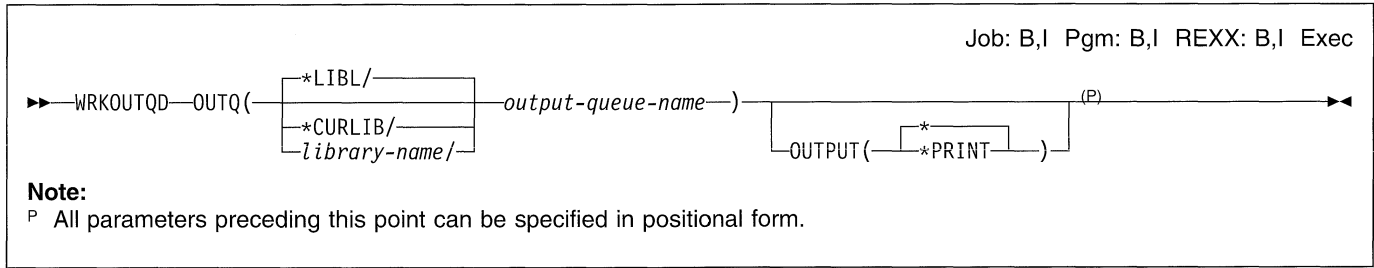 Job: B,I Pgm: B,I REXX: B,I Exec
*LIBL/
WRKOUTQD OUTQ( output-queue-name ) (P)
*CURLIB/
library-name/
*
OUTPUT( *PRINT )
Note:
P All parameters preceding this point can be specified in positional form.